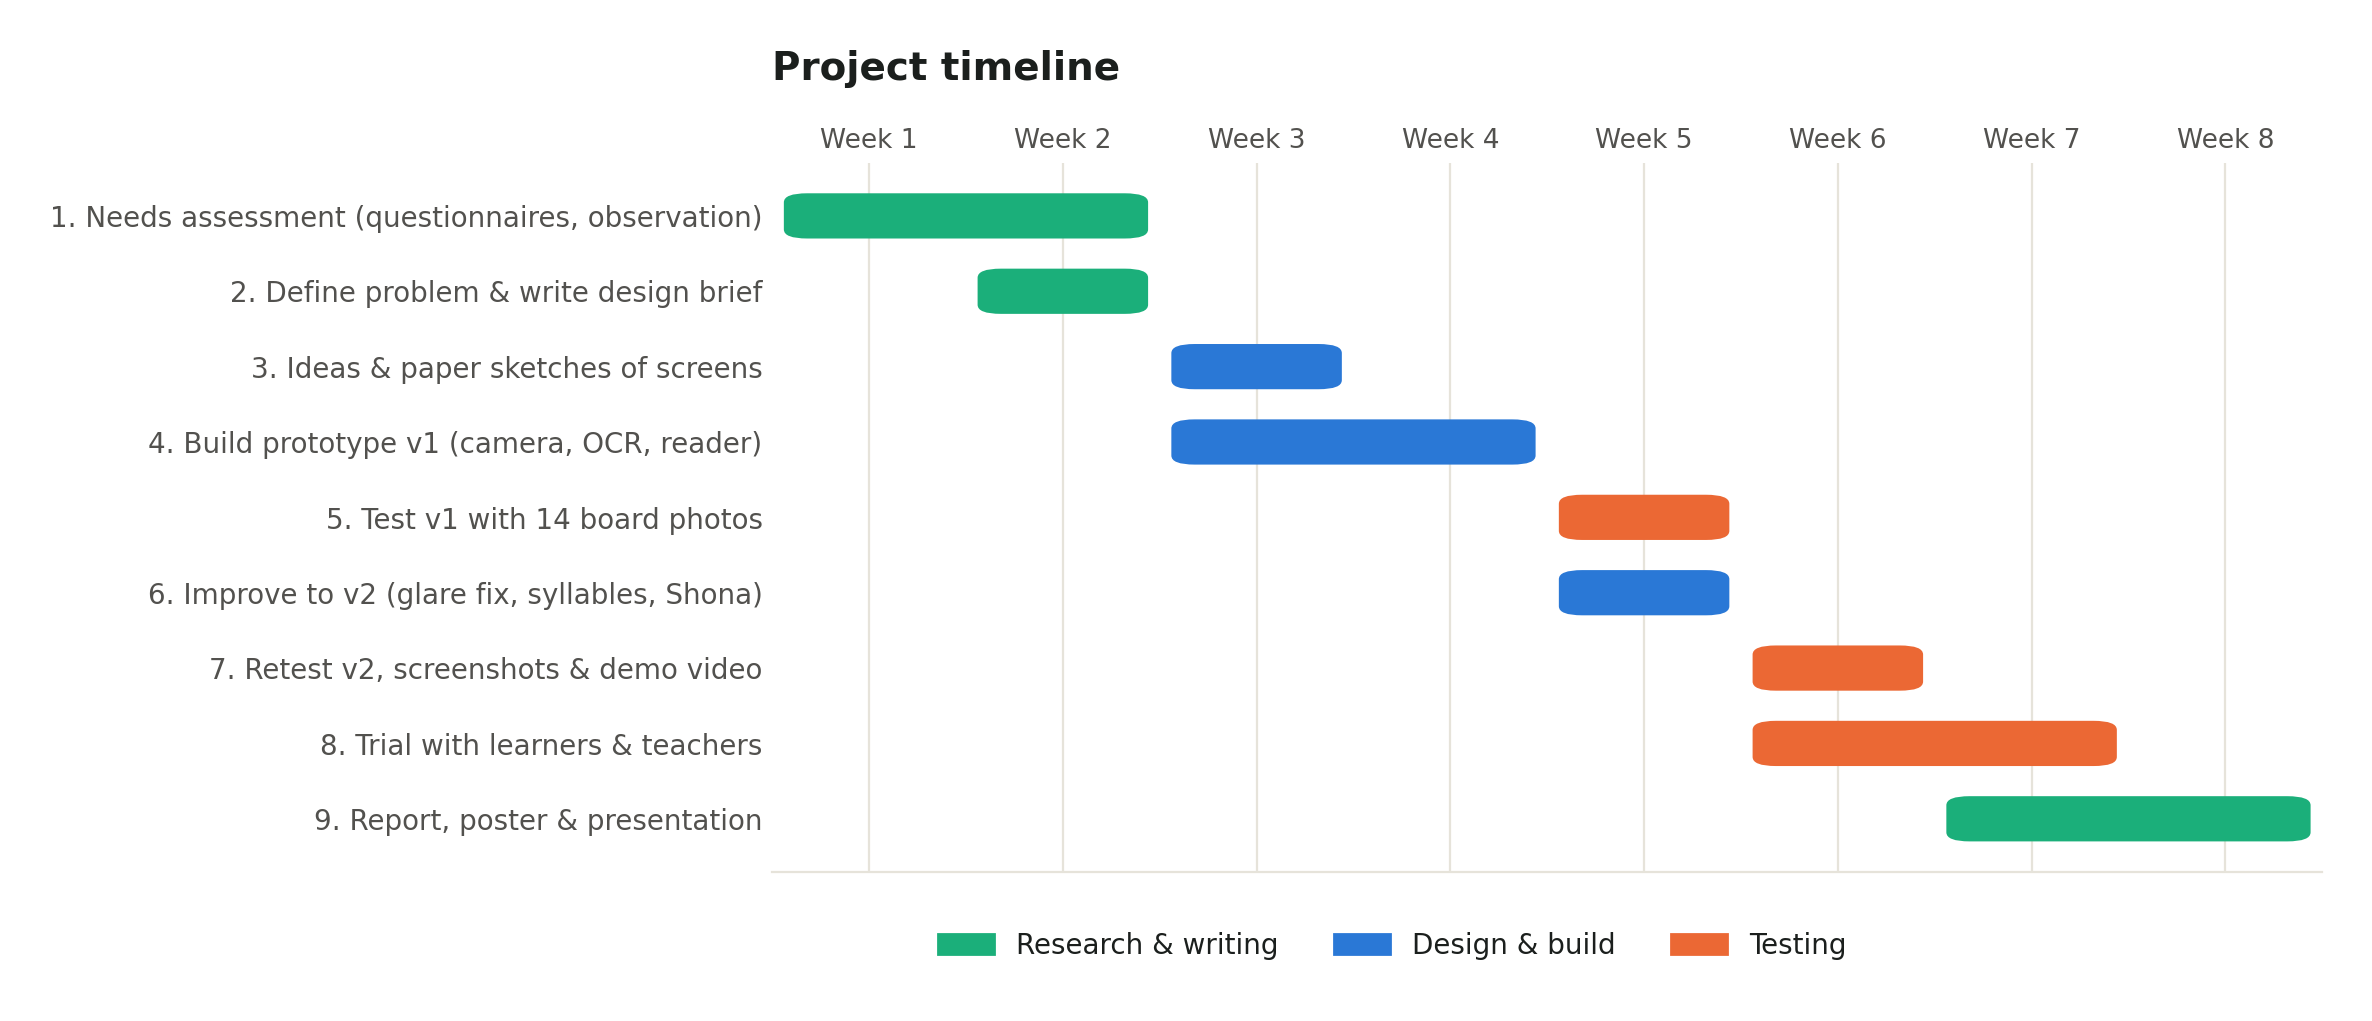 Project timeline
Week 1 Week 2 Week 3 Week 4 Week 5 Week 6 Week 7 Week 8
1. Needs assessment (questionnaires, observation)
2. Define problem & write design brief
3. Ideas & paper sketches of screens
4. Build prototype v1 (camera, OCR, reader)
5. Test v1 with 14 board photos
6. Improve to v2 (glare fix, syllables, Shona)
7. Retest v2, screenshots & demo video
8. Trial with learners & teachers
9. Report, poster & presentation
Research & writing Design & build Testing